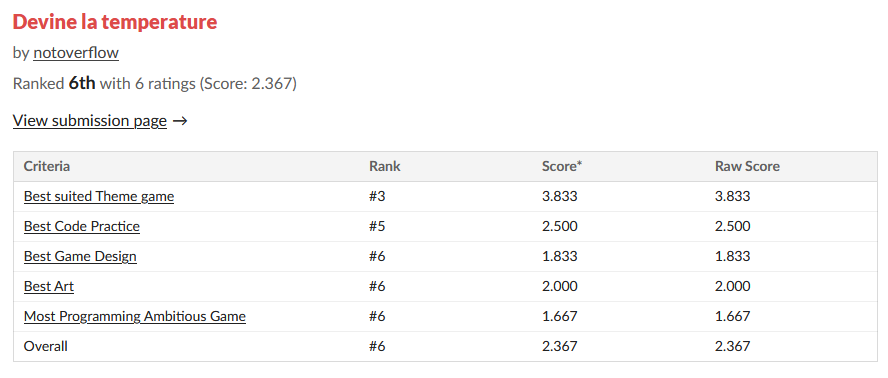 Devine la temperature
by notoverflow
Ranked 6th with 6 ratings (Score: 2.367)
View submission page →
Criteria Rank Score* Raw Score
Best suited Theme game #3 3.833 3.833
Best Code Practice #5 2.500 2.500
Best Game Design #6 1.833 1.833
Best Art #6 2.000 2.000
Most Programming Ambitious Game #6 1.667 1.667
Overall #6 2.367 2.367